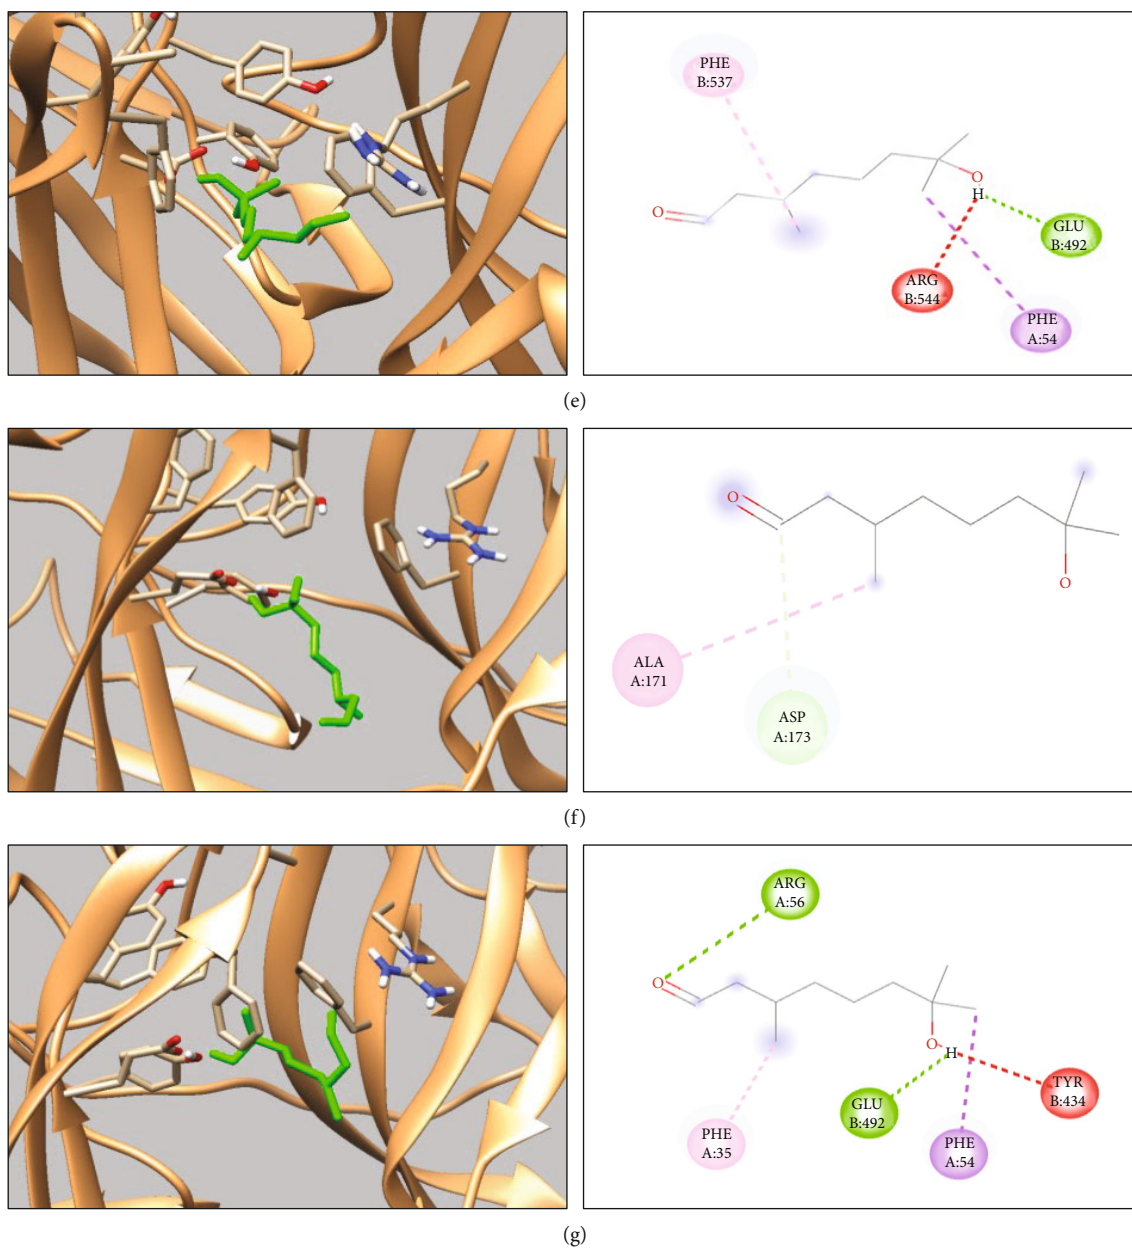 PHE
B:537
O
O
H
GLU
B:492
ARG
B:544
PHE
A:54
(e)
O
O
ALA
A:171
ASP
A:173
(f)
ARG
A:56
O
O
H
TYR
B:434
GLU
B:492
PHE
A:35
PHE
A:54
(g)